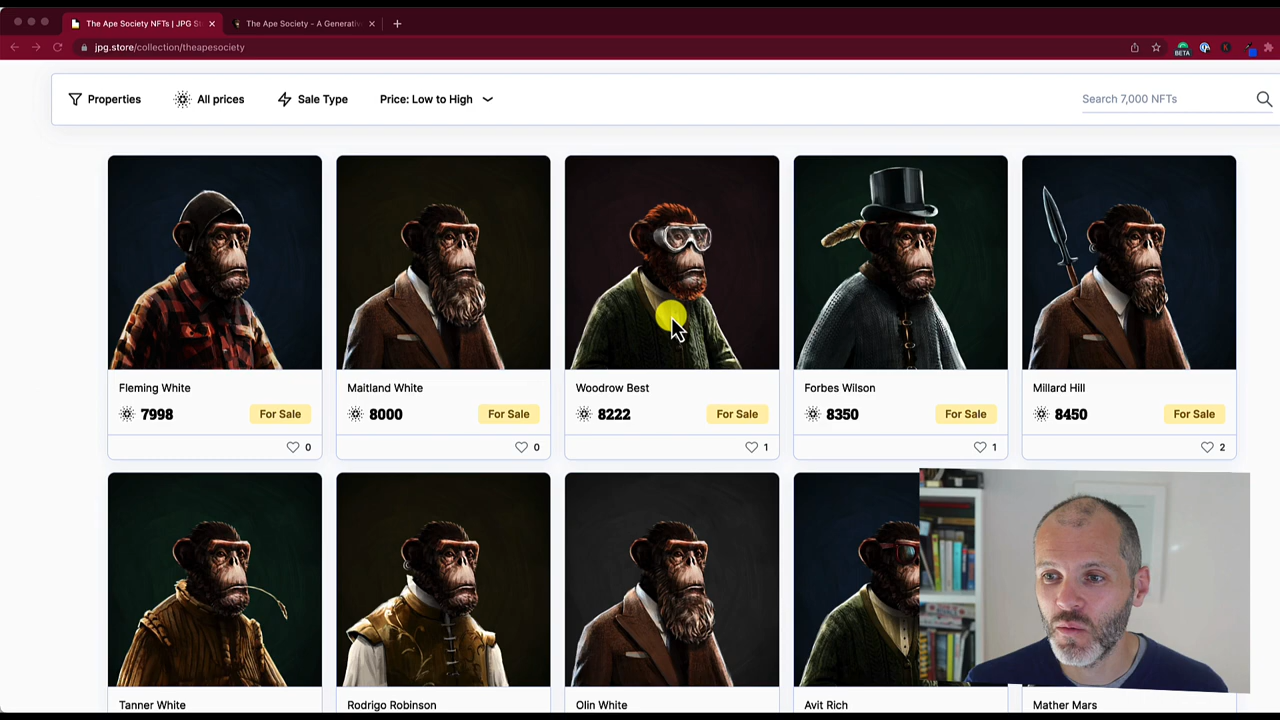 The Ape Society NFTs | JPG S
The Ape Society - A Generativ
jpg.store/collection/theapesociety
BETA
K
Properties
All prices
Sale Type
Price: Low to High
Search 7,000 NFTs
Fleming White
7998
For Sale
0
Maitland White
8000
For Sale
0
Woodrow Best
8222
For Sale
1
Forbes Wilson
8350
For Sale
1
Millard Hill
8450
For Sale
2
Tanner White
Rodrigo Robinson
Olin White
Avit Rich
Mather Mars